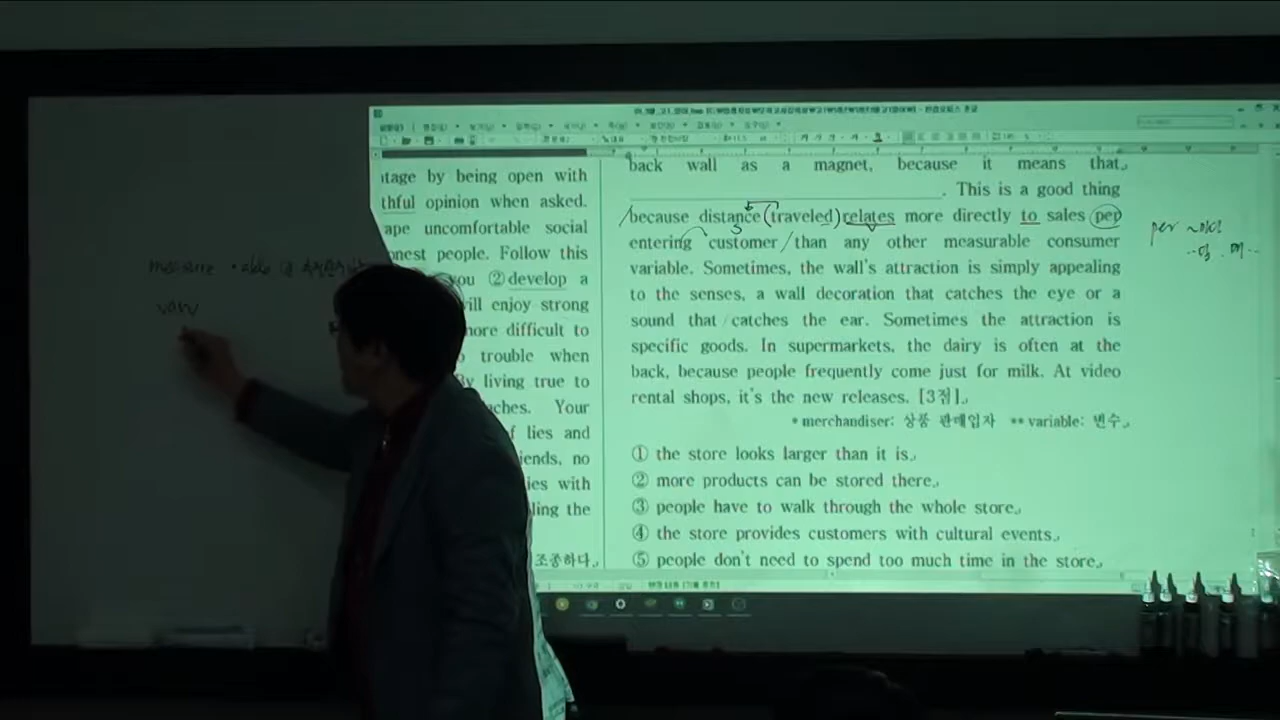 back wall as a magnet, because it means that
. This is a good thing
because distance traveled relates more directly to sales per
entering customer than any other measurable consumer
variable. Sometimes, the wall's attraction is simply appealing
to the senses, a wall decoration that catches the eye or a
sound that catches the ear. Sometimes the attraction is
specific goods. In supermarkets, the dairy is often at the
back, because people frequently come just for milk. At video
rental shops, it's the new releases. [3점]
* merchandiser: 상품 판매업자 ** variable: 변수
① the store looks larger than it is.
② more products can be stored there.
③ people have to walk through the whole store.
④ the store provides customers with cultural events.
⑤ people don't need to spend too much time in the store.
ntage by being open with
thful opinion when asked.
ape uncomfortable social
onest people. Follow this
you ② develop a
will enjoy strong
more difficult to
trouble when
By living true to
aches. Your
f lies and
iends, no
ies with
ling the
조종하다
measure + able
vary
per